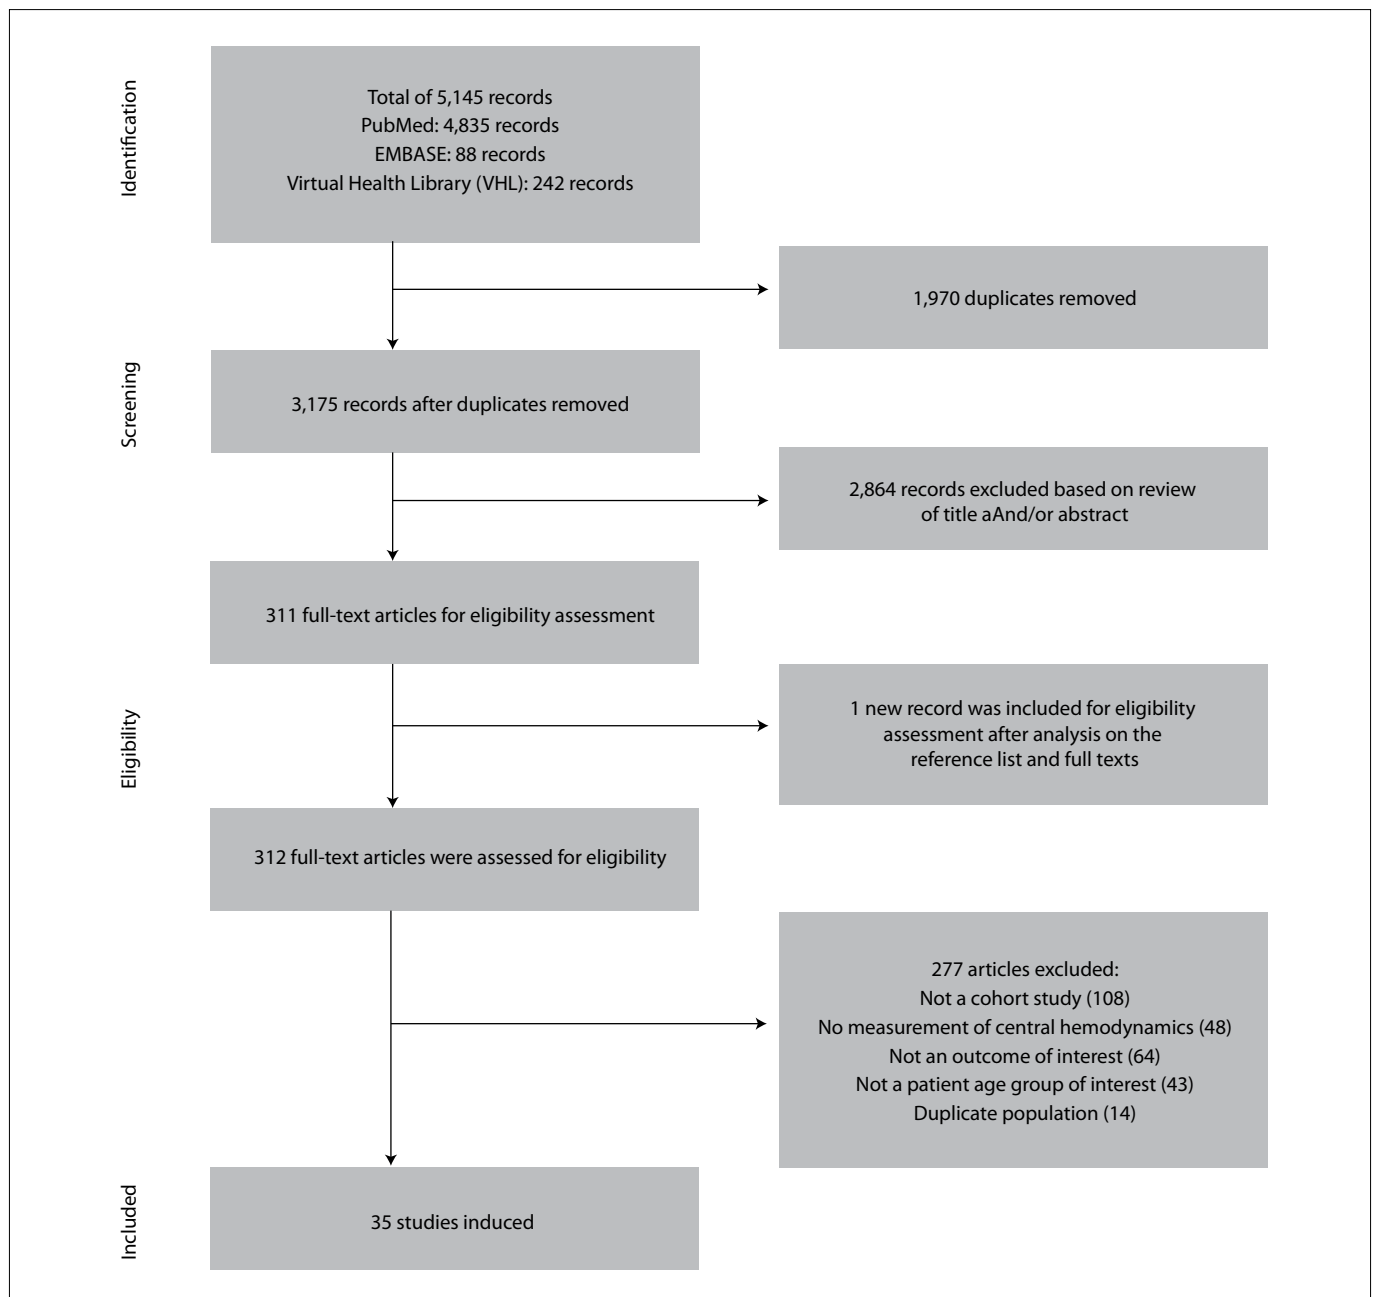 Identification
Total of 5,145 records
PubMed: 4,835 records
EMBASE: 88 records
Virtual Health Library (VHL): 242 records
1,970 duplicates removed
Screening
3,175 records after duplicates removed
2,864 records excluded based on review
of title aAnd/or abstract
311 full-text articles for eligibility assessment
Eligibility
1 new record was included for eligibility
assessment after analysis on the
reference list and full texts
312 full-text articles were assessed for eligibility
277 articles excluded:
Not a cohort study (108)
No measurement of central hemodynamics (48)
Not an outcome of interest (64)
Not a patient age group of interest (43)
Duplicate population (14)
Included
35 studies induced